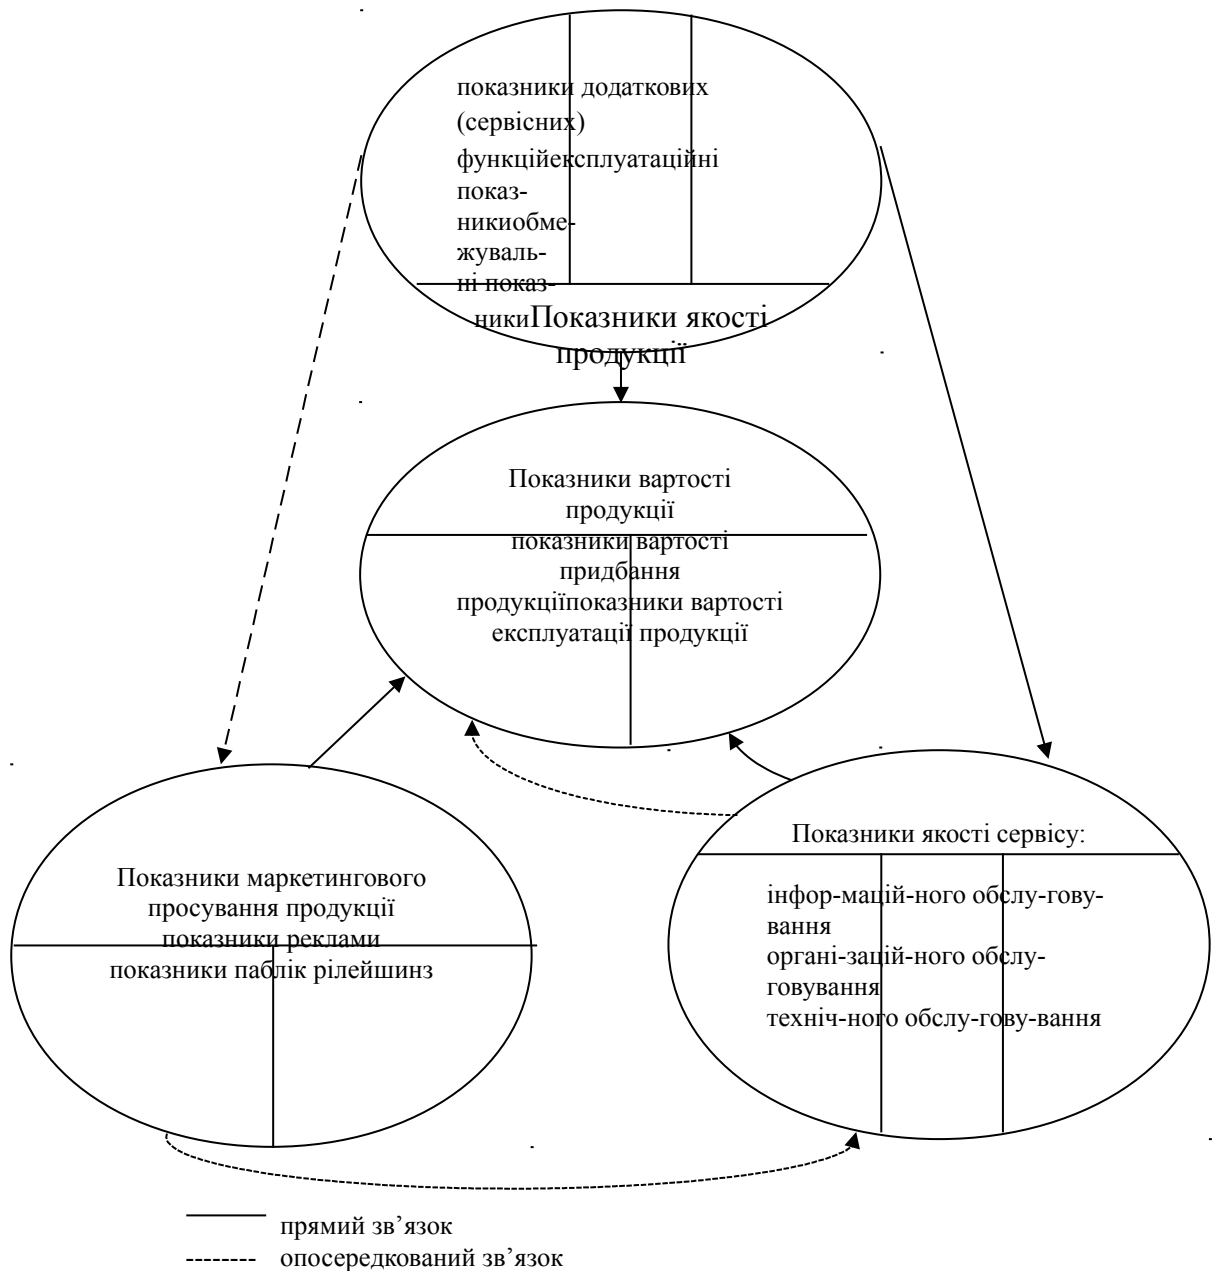 показники додаткових
(сервісних)
функційексплуатаційні
показ-
никиобме-
жуваль-
ні показ-
никиПоказники якості
продукції
Показники вартості
продукції
показники вартості
придбання
продукціїпоказники вартості
експлуатації продукції
Показники маркетингового
просування продукції
показники реклами
показники паблік рілейшинз
Показники якості сервісу:
інфор-мацій-ного обслу-гову-
вання
органі-зацій-ного обслу-
говування
техніч-ного обслу-гову-вання
прямий зв’язок
опосередкований зв’язок